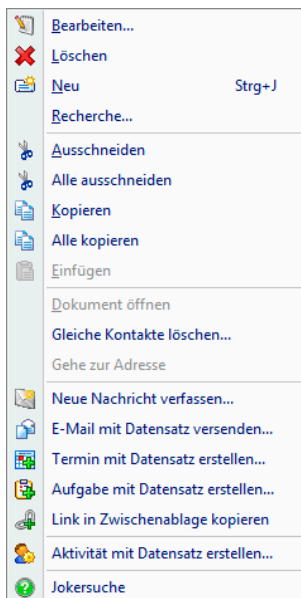 Bearbeiten...
Löschen
Neu Strg+J
Recherche...
Ausschneiden
Alle ausschneiden
Kopieren
Alle kopieren
Einfügen
Dokument öffnen
Gleiche Kontakte löschen...
Gehe zur Adresse
Neue Nachricht verfassen...
E-Mail mit Datensatz versenden...
Termin mit Datensatz erstellen...
Aufgabe mit Datensatz erstellen...
Link in Zwischenablage kopieren
Aktivität mit Datensatz erstellen...
Jokersuche